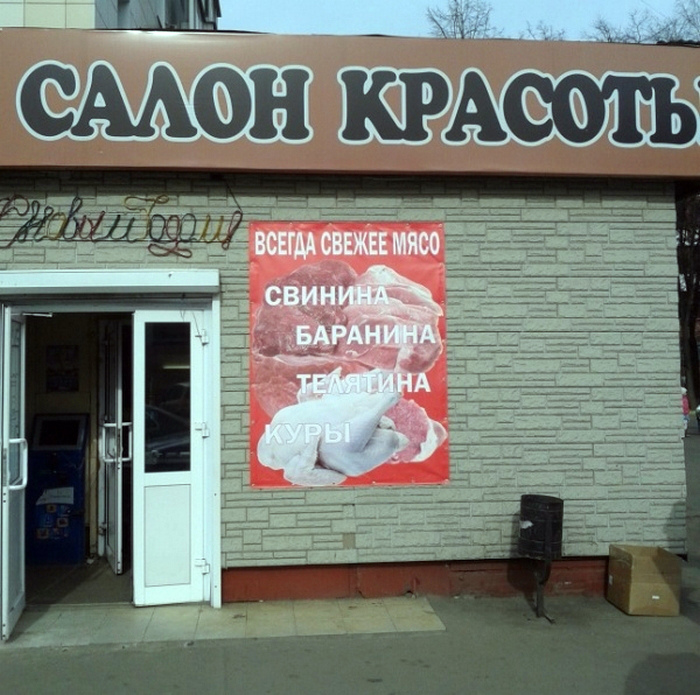 САЛОН КРАСОТЫ
С Новым Годом
ВСЕГДА СВЕЖЕЕ МЯСО
СВИНИНА
БАРАНИНА
ТЕЛЯТИНА
КУРЫ